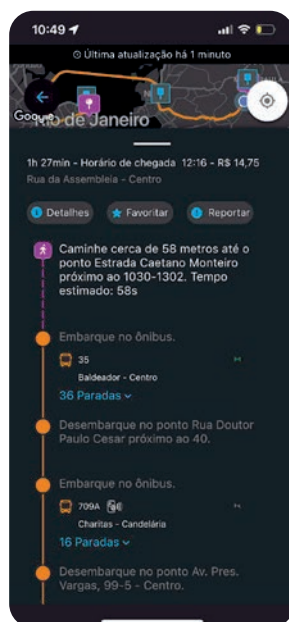 10:49
Última atualização há 1 minuto
Google
Rio de Janeiro
1h 27min - Horário de chegada 12:16 - R$ 14,75
Rua da Assembleia - Centro
Detalhes
Favoritar
Reportar
Caminhe cerca de 58 metros até o
ponto Estrada Caetano Monteiro
próximo ao 1030-1302. Tempo
estimado: 58s
Embarque no ônibus.
35
Baldeador - Centro
36 Paradas
Desembarque no ponto Rua Doutor
Paulo Cesar próximo ao 40.
Embarque no ônibus.
709A
Charitas - Candelária
16 Paradas
Desembarque no ponto Av. Pres.
Vargas, 99-5 - Centro.